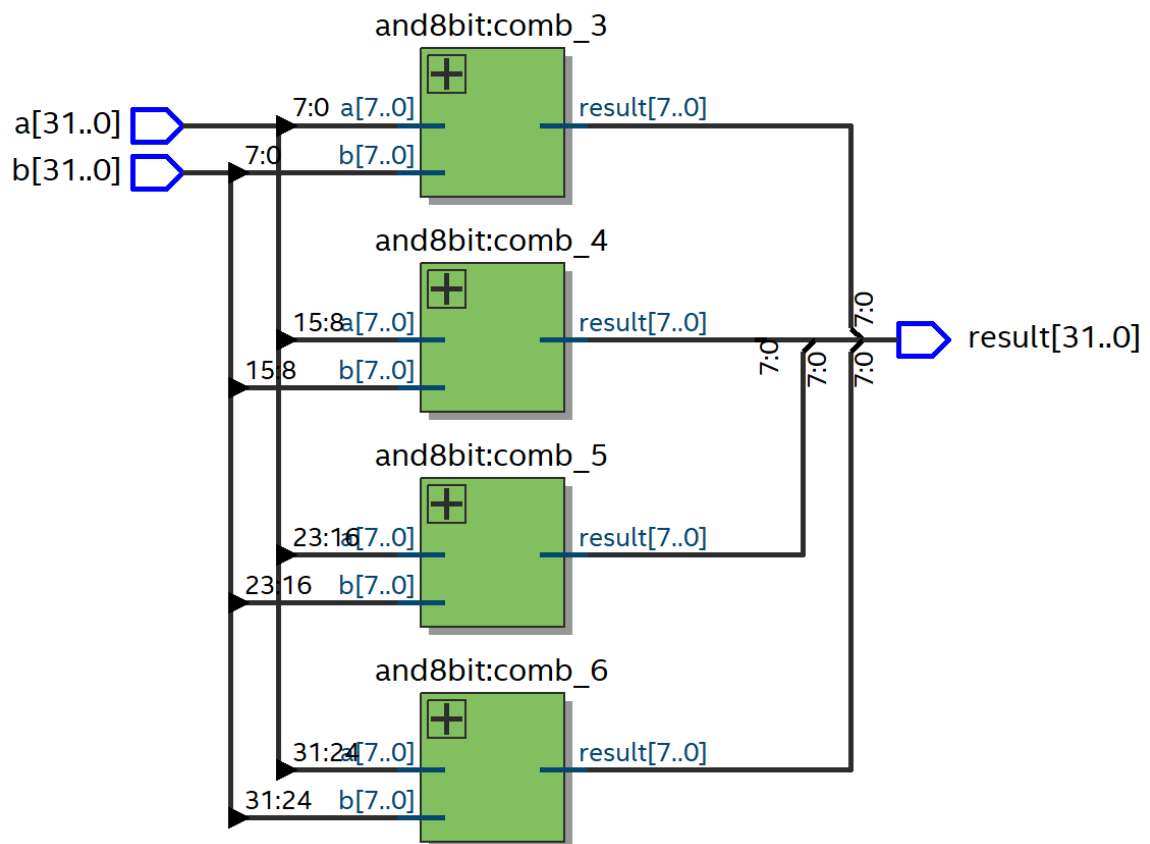 and8bit:comb_3
a[31..0]
7:0
a[7..0]
result[7..0]
b[31..0]
7:0
b[7..0]
and8bit:comb_4
15:8
a[7..0]
result[7..0]
15:8
b[7..0]
7:0
7:0
7:0
7:0
result[31..0]
and8bit:comb_5
23:16
a[7..0]
result[7..0]
23:16
b[7..0]
and8bit:comb_6
31:24
a[7..0]
result[7..0]
31:24
b[7..0]